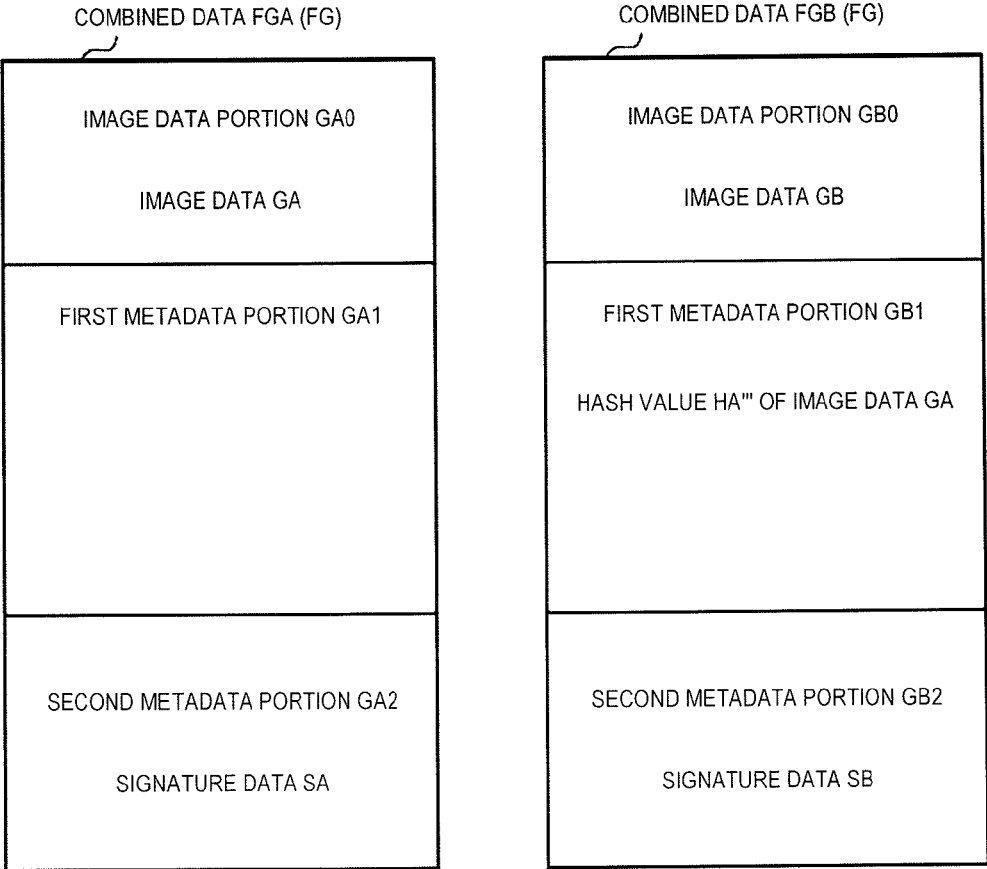 COMBINED DATA FGA (FG)
IMAGE DATA PORTION GA0
IMAGE DATA GA
FIRST METADATA PORTION GA1
SECOND METADATA PORTION GA2
SIGNATURE DATA SA
COMBINED DATA FGB (FG)
IMAGE DATA PORTION GB0
IMAGE DATA GB
FIRST METADATA PORTION GB1
HASH VALUE HA''' OF IMAGE DATA GA
SECOND METADATA PORTION GB2
SIGNATURE DATA SB